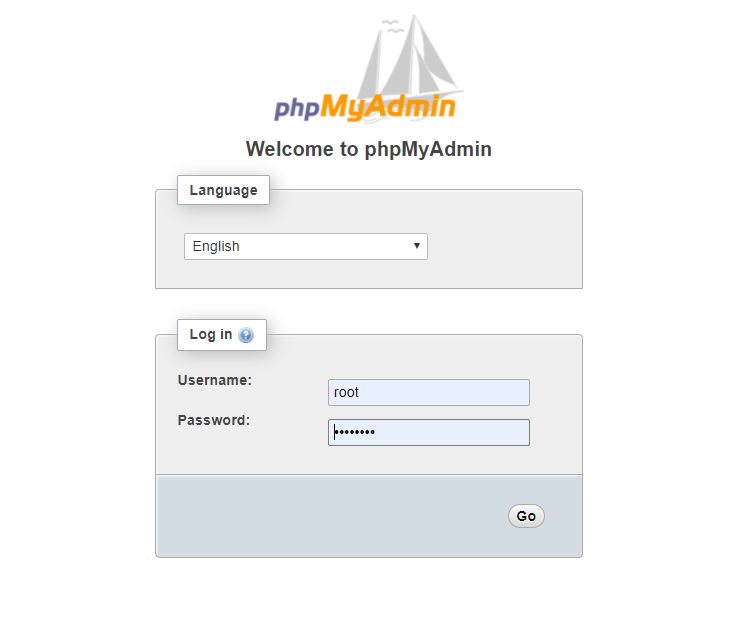 phpMyAdmin
Welcome to phpMyAdmin
Language
English
Log in
Username:
root
Password:
••••••••
Go